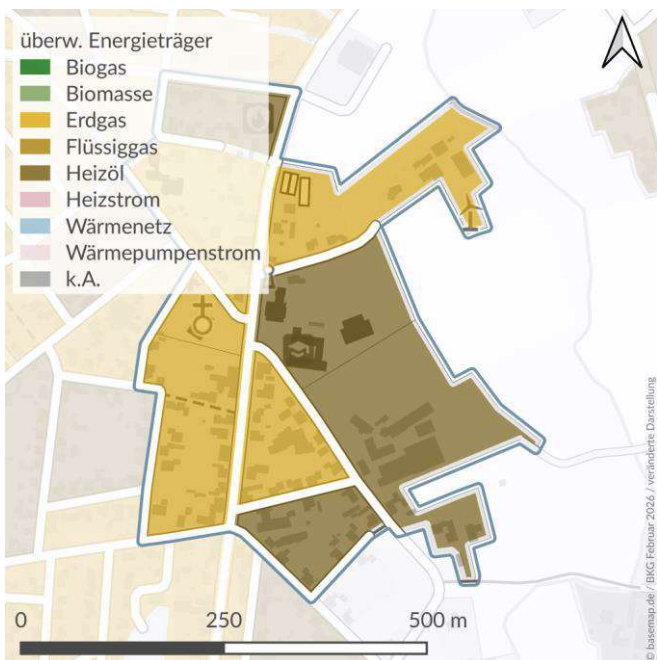 überw. Energieträger
Biogas
Biomasse
Erdgas
Flüssiggas
Heizöl
Heizstrom
Wärmenetz
Wärmepumpenstrom
k.A.
0 250 500 m
© basemap.de / BKG Februar 2026 / veränderte Darstellung